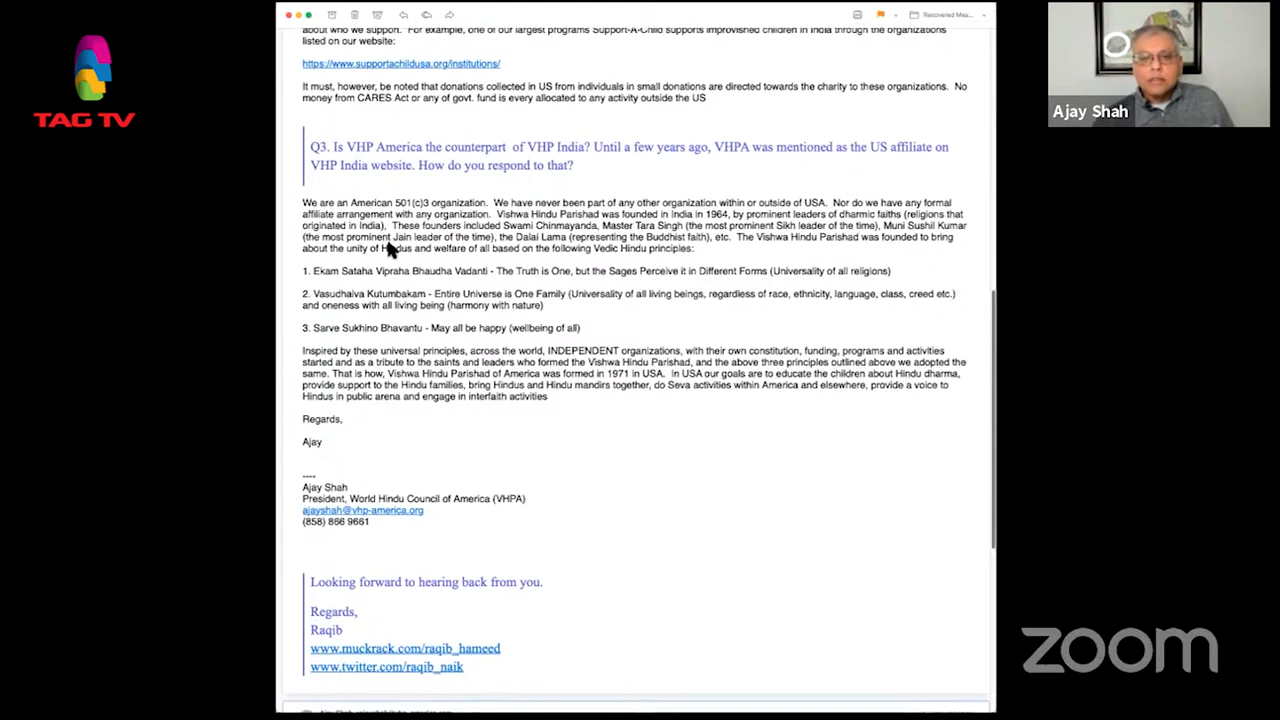 TAG TV
Recovered Mes...
about who we support. For example, one of our largest programs Support-A-Child supports improvished children in India through the organizations
listed on our website:
https://www.supportachildusa.org/institutions/
It must, however, be noted that donations collected in US from individuals in small donations are directed towards the charity to these organizations. No
money from CARES Act or any of govt. fund is every allocated to any activity outside the US
Q3. Is VHP America the counterpart of VHP India? Until a few years ago, VHPA was mentioned as the US affiliate on
VHP India website. How do you respond to that?
We are an American 501(c)3 organization. We have never been part of any other organization within or outside of USA. Nor do we have any formal
affiliate arrangement with any organization. Vishwa Hindu Parishad was founded in India in 1964, by prominent leaders of dharmic faiths (religions that
originated in India), These founders included Swami Chinmayanda, Master Tara Singh (the most prominent Sikh leader of the time), Muni Sushil Kumar
(the most prominent Jain leader of the time), the Dalai Lama (representing the Buddhist faith), etc. The Vishwa Hindu Parishad was founded to bring
about the unity of Hindus and welfare of all based on the following Vedic Hindu principles:
1. Ekam Sataha Vipraha Bhaudha Vadanti - The Truth is One, but the Sages Perceive it in Different Forms (Universality of all religions)
2. Vasudhaiva Kutumbakam - Entire Universe is One Family (Universality of all living beings, regardless of race, ethnicity, language, class, creed etc.)
and oneness with all living being (harmony with nature)
3. Sarve Sukhino Bhavantu - May all be happy (wellbeing of all)
Inspired by these universal principles, across the world, INDEPENDENT organizations, with their own constitution, funding, programs and activities
started and as a tribute to the saints and leaders who formed the Vishwa Hindu Parishad, and the above three principles outlined above we adopted the
same. That is how, Vishwa Hindu Parishad of America was formed in 1971 in USA. In USA our goals are to educate the children about Hindu dharma,
provide support to the Hindu families, bring Hindus and Hindu mandirs together, do Seva activities within America and elsewhere, provide a voice to
Hindus in public arena and engage in interfaith activities
Regards,
Ajay
----
Ajay Shah
President, World Hindu Council of America (VHPA)
ajayshah@vhp-america.org
(858) 866 9661
Looking forward to hearing back from you.
Regards,
Raqib
www.muckrack.com/raqib_hameed
www.twitter.com/raqib_naik
Ajay Shah
zoom